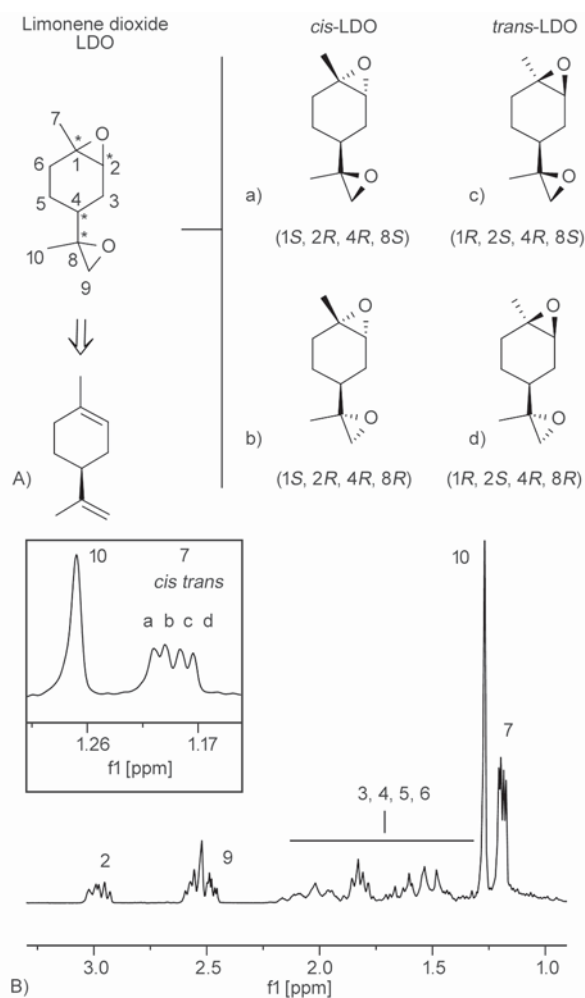 Limonene dioxide
LDO
cis-LDO
trans-LDO
7
*
O
*
6
1
2
5
4
3
*
*
O
10
8
9
A)
O
O
a)
(1S, 2R, 4R, 8S)
O
O
c)
(1R, 2S, 4R, 8S)
O
O
b)
(1S, 2R, 4R, 8R)
O
O
d)
(1R, 2S, 4R, 8R)
10
7
cis trans
a b c d
1.26
1.17
f1 [ppm]
10
7
3, 4, 5, 6
2
9
3.0
2.5
2.0
1.5
1.0
B)
f1 [ppm]